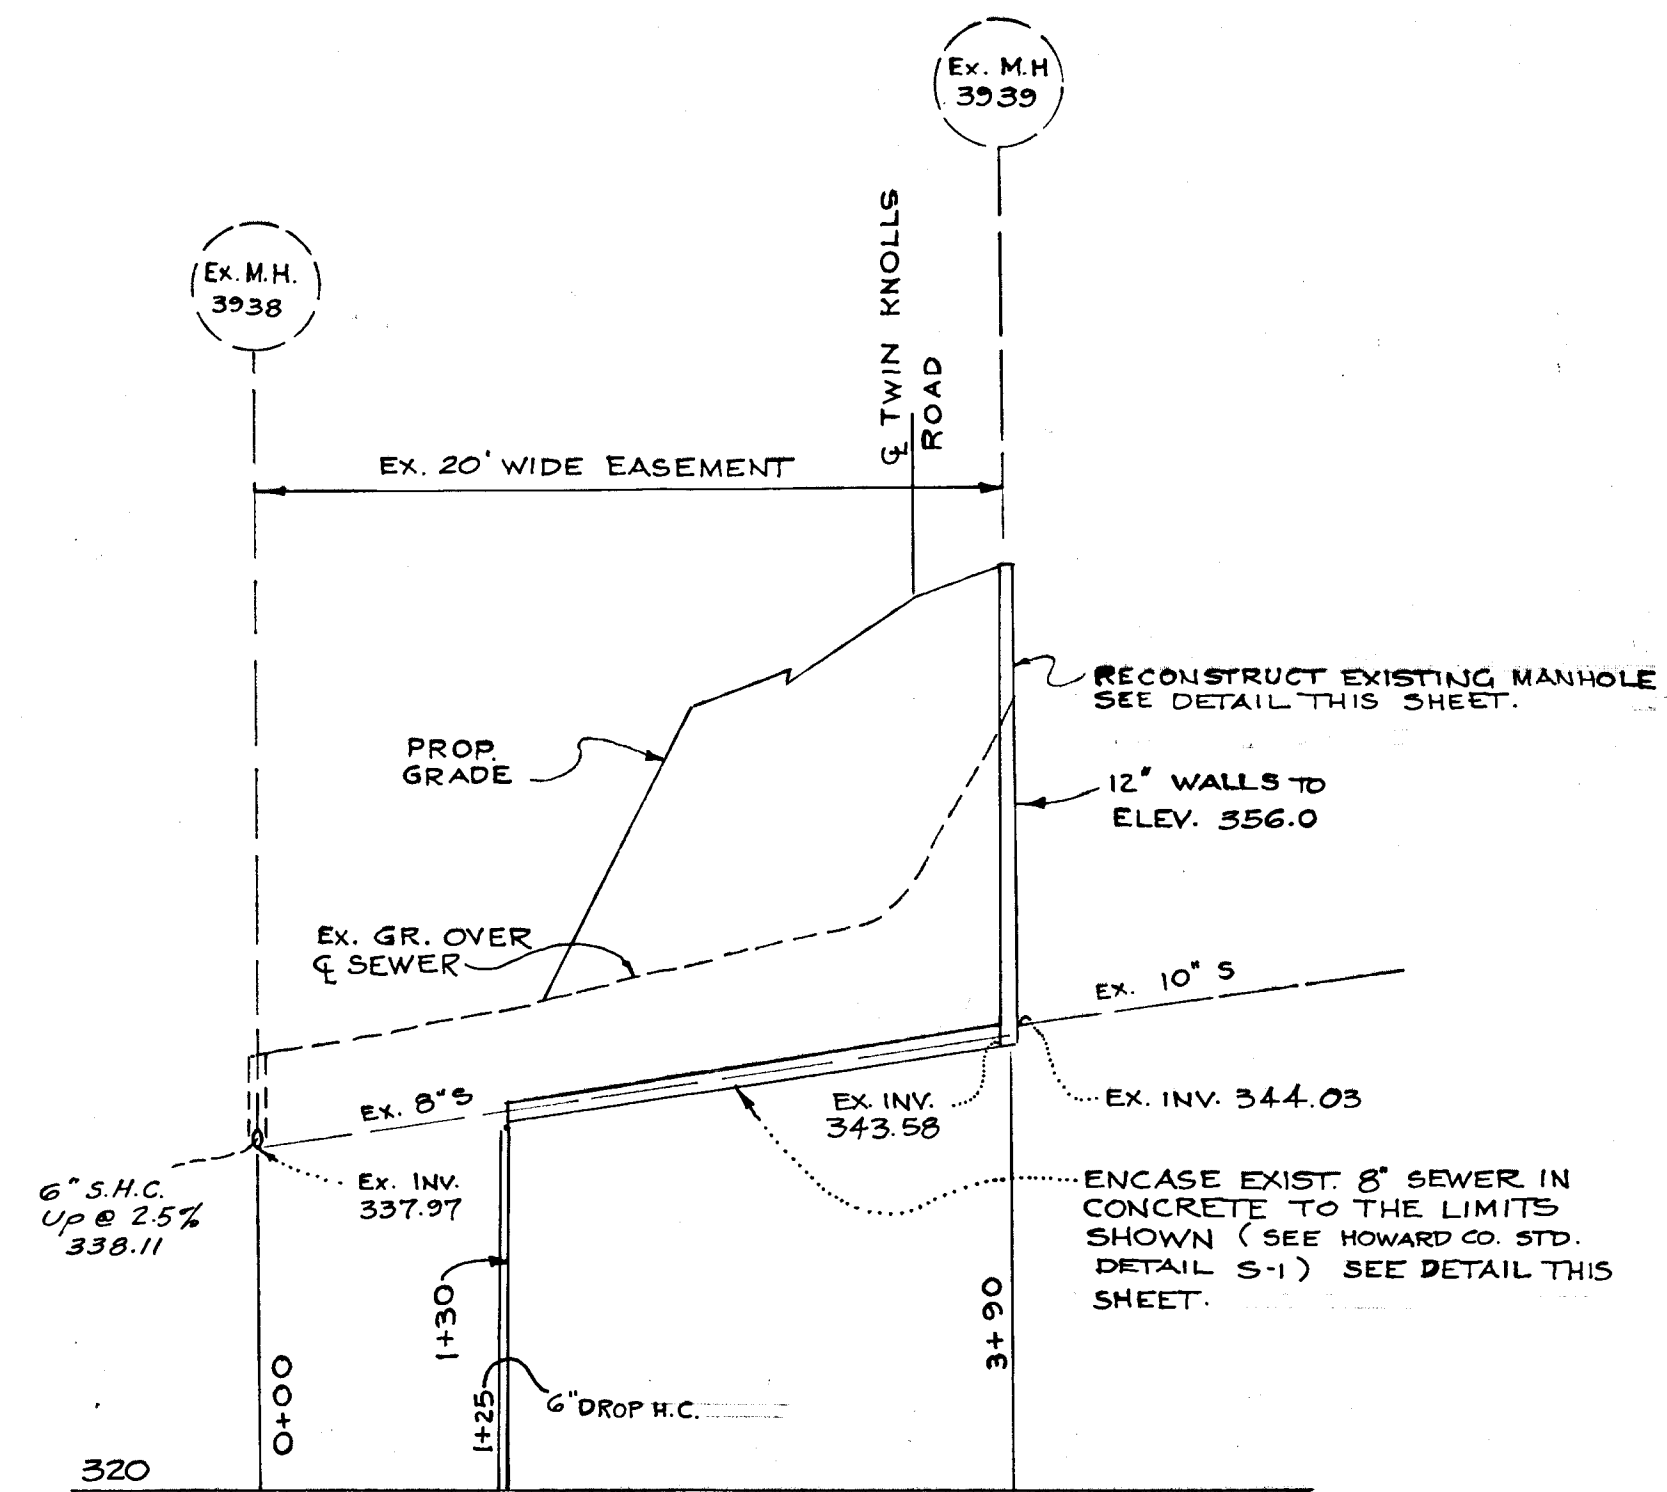 Ex. M.H
3939
Ex. M.H.
3938
℄ TWIN KNOLLS
ROAD
EX. 20' WIDE EASEMENT
RECONSTRUCT EXISTING MANHOLE
SEE DETAIL THIS SHEET.
PROP.
GRADE
12" WALLS TO
ELEV. 356.0
EX. GR. OVER
℄ SEWER
EX. 10" S
EX. 8" S
EX. INV.
343.58
EX. INV. 344.03
6" S.H.C.
Up @ 2.5%
338.11
EX. INV.
337.97
ENCASE EXIST. 8" SEWER IN
CONCRETE TO THE LIMITS
SHOWN (SEE HOWARD CO. STD.
DETAIL S-1) SEE DETAIL THIS
SHEET.
1+30
3+90
0+00
1+25
6" DROP H.C.
320